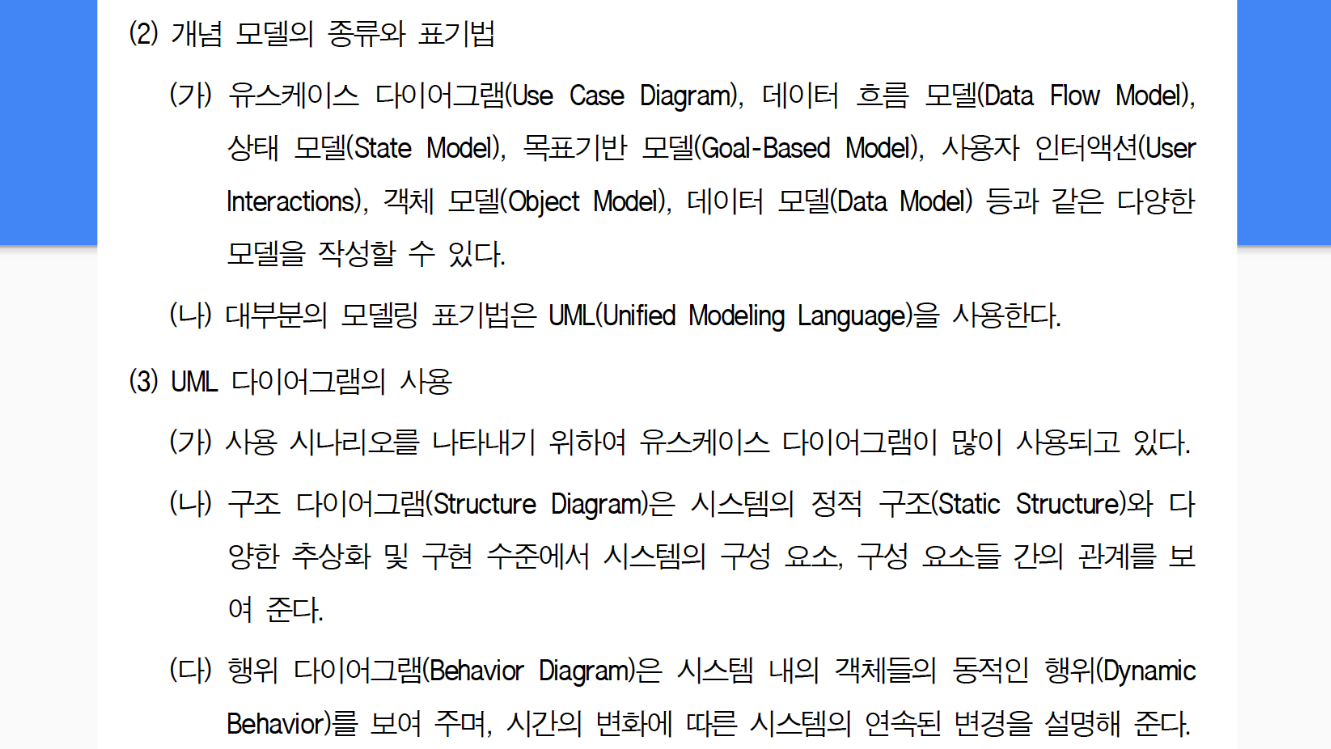 (2) 개념 모델의 종류와 표기법
(가) 유스케이스 다이어그램(Use Case Diagram), 데이터 흐름 모델(Data Flow Model),
상태 모델(State Model), 목표기반 모델(Goal-Based Model), 사용자 인터액션(User
Interactions), 객체 모델(Object Model), 데이터 모델(Data Model) 등과 같은 다양한
모델을 작성할 수 있다.
(나) 대부분의 모델링 표기법은 UML(Unified Modeling Language)을 사용한다.
(3) UML 다이어그램의 사용
(가) 사용 시나리오를 나타내기 위하여 유스케이스 다이어그램이 많이 사용되고 있다.
(나) 구조 다이어그램(Structure Diagram)은 시스템의 정적 구조(Static Structure)와 다
양한 추상화 및 구현 수준에서 시스템의 구성 요소, 구성 요소들 간의 관계를 보
여 준다.
(다) 행위 다이어그램(Behavior Diagram)은 시스템 내의 객체들의 동적인 행위(Dynamic
Behavior)를 보여 주며, 시간의 변화에 따른 시스템의 연속된 변경을 설명해 준다.